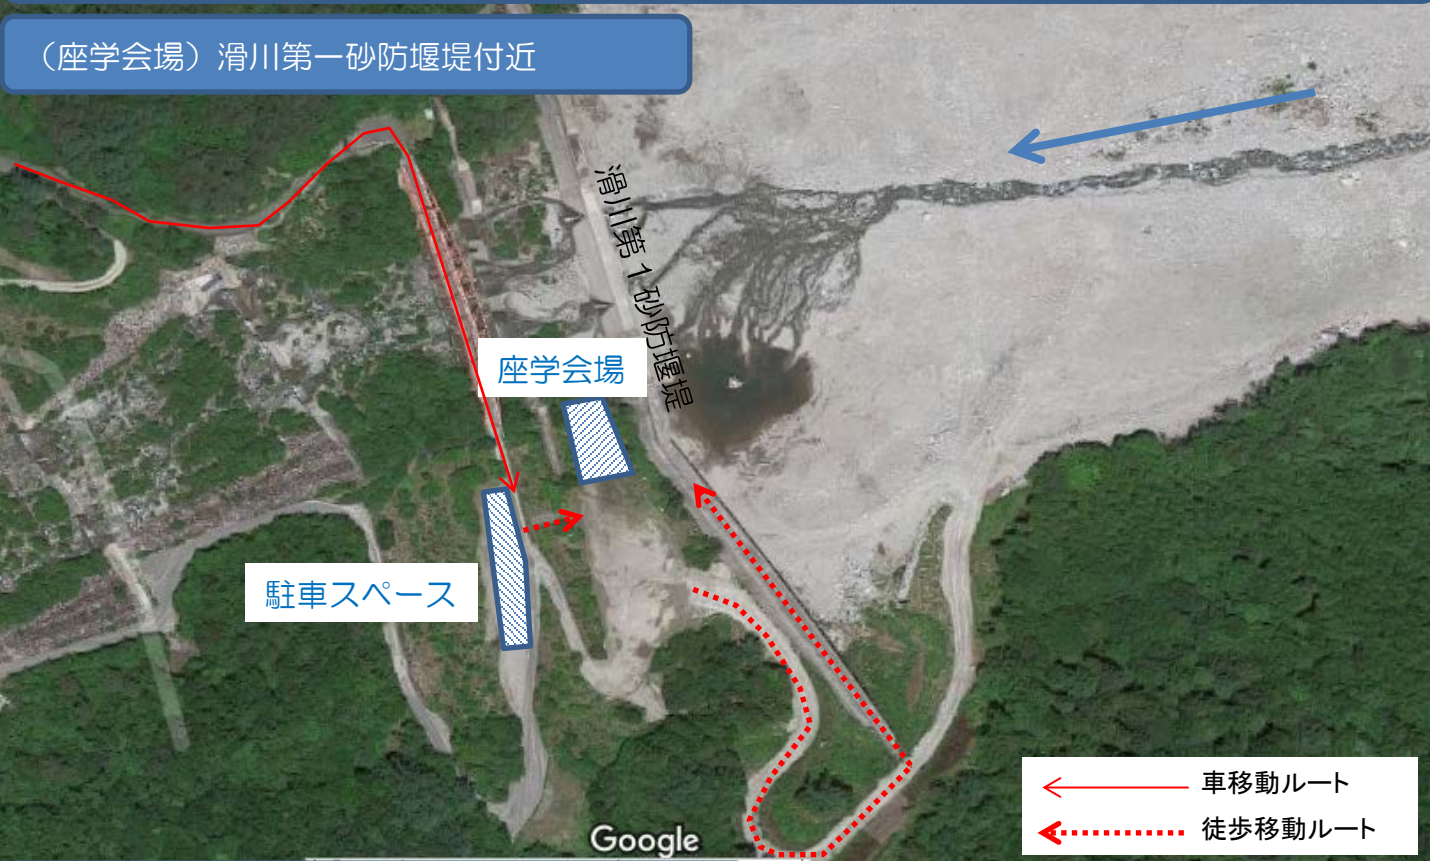 （座学会場）滑川第一砂防堰堤付近
滑川第１砂防堰堤
座学会場
駐車スペース
車移動ルート
徒歩移動ルート
Google